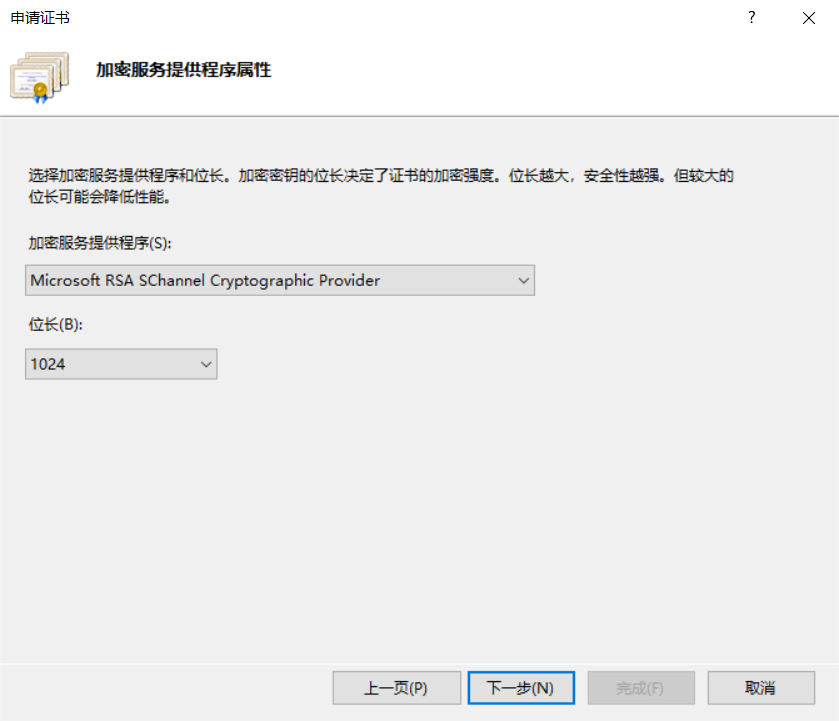 申请证书
?
加密服务提供程序属性
选择加密服务提供程序和位长。加密密钥的位长决定了证书的加密强度。位长越大，安全性越强。但较大的
位长可能会降低性能。
加密服务提供程序(S):
Microsoft RSA SChannel Cryptographic Provider
位长(B):
1024
上一页(P) 下一步(N) 完成(F) 取消